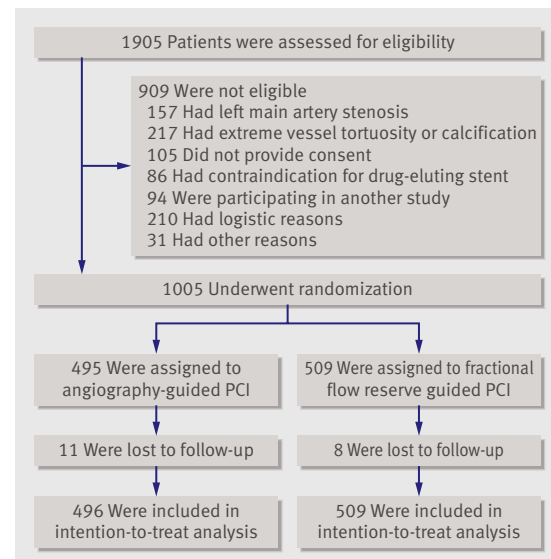 1905 Patients were assessed for eligibility
909 Were not eligible
157 Had left main artery stenosis
217 Had extreme vessel tortuosity or calcification
105 Did not provide consent
86 Had contraindication for drug-eluting stent
94 Were participating in another study
210 Had logistic reasons
31 Had other reasons
1005 Underwent randomization
495 Were assigned to
angiography-guided PCI
509 Were assigned to fractional
flow reserve guided PCI
11 Were lost to follow-up
8 Were lost to follow-up
496 Were included in
intention-to-treat analysis
509 Were included in
intention-to-treat analysis